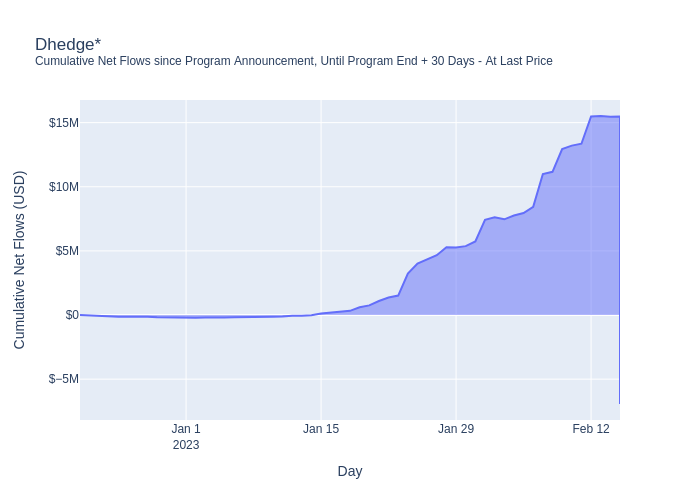 Dhedge*
Cumulative Net Flows since Program Announcement, Until Program End + 30 Days - At Last Price
Cumulative Net Flows (USD)
$15M
$10M
$5M
$0
$−5M
Jan 1
2023
Jan 15
Jan 29
Feb 12
Day